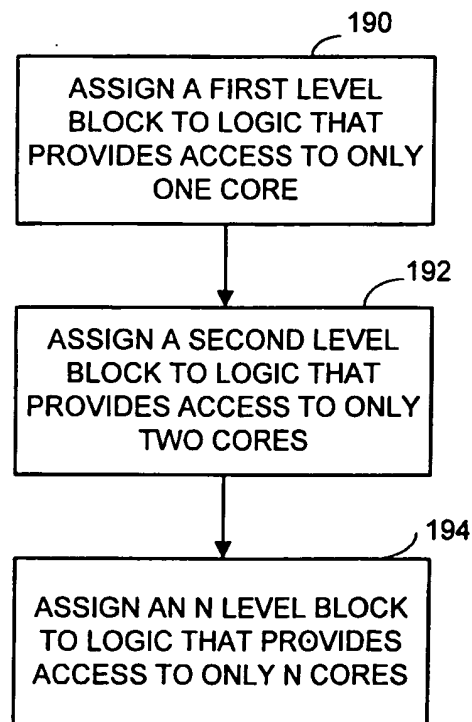 190
ASSIGN A FIRST LEVEL
BLOCK TO LOGIC THAT
PROVIDES ACCESS TO ONLY
ONE CORE
192
ASSIGN A SECOND LEVEL
BLOCK TO LOGIC THAT
PROVIDES ACCESS TO ONLY
TWO CORES
194
ASSIGN AN N LEVEL BLOCK
TO LOGIC THAT PROVIDES
ACCESS TO ONLY N CORES